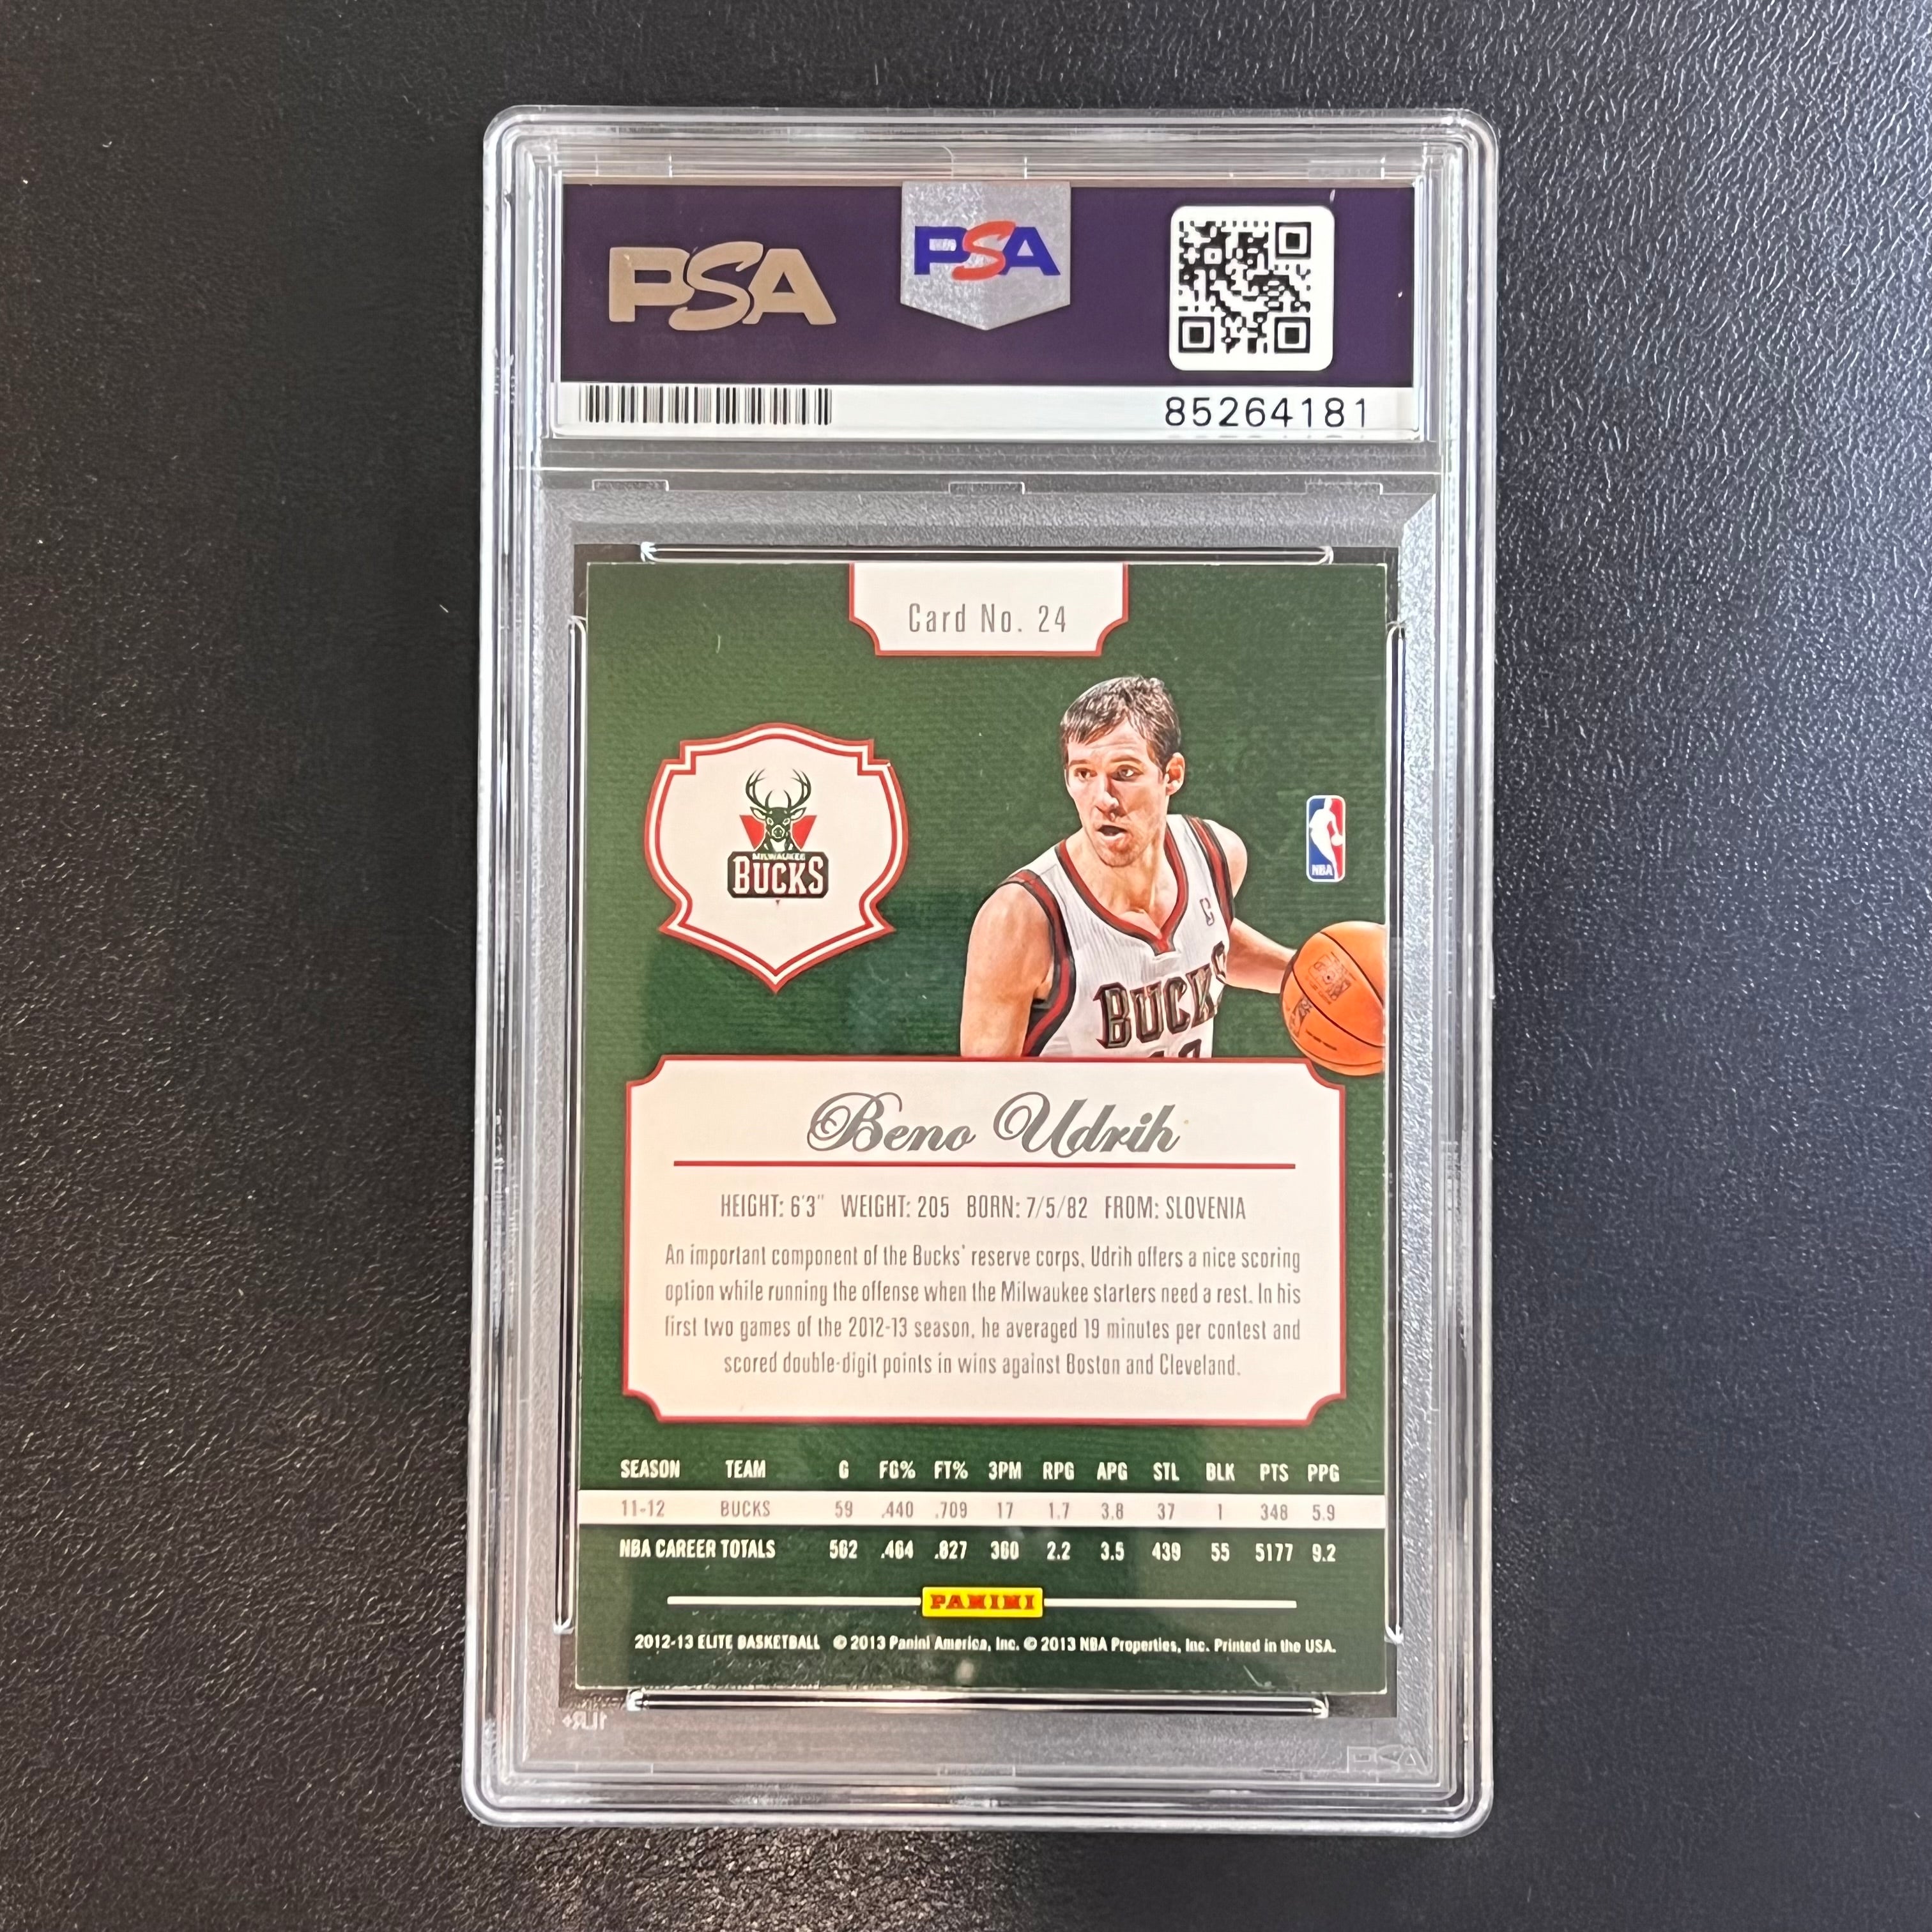 PSA
PSA
85264181
Card No. 24
MILWAUKEE
BUCKS
NBA
BUCKS
Beno Udrih
HEIGHT: 6'3" WEIGHT: 205 BORN: 7/5/82 FROM: SLOVENIA
An important component of the Bucks' reserve corps, Udrih offers a nice scoring
option while running the offense when the Milwaukee starters need a rest. In his
first two games of the 2012-13 season, he averaged 19 minutes per contest and
scored double-digit points in wins against Boston and Cleveland.
SEASON TEAM G FG% FT% 3PM RPG APG STL BLK PTS PPG
11-12 BUCKS 59 .440 .709 17 1.7 3.8 37 1 348 5.9
NBA CAREER TOTALS 562 .464 .827 360 2.2 3.5 439 55 5177 9.2
PANINI
2012-13 ELITE BASKETBALL © 2013 Panini America, Inc. © 2013 NBA Properties, Inc. Printed in the USA.
PSA